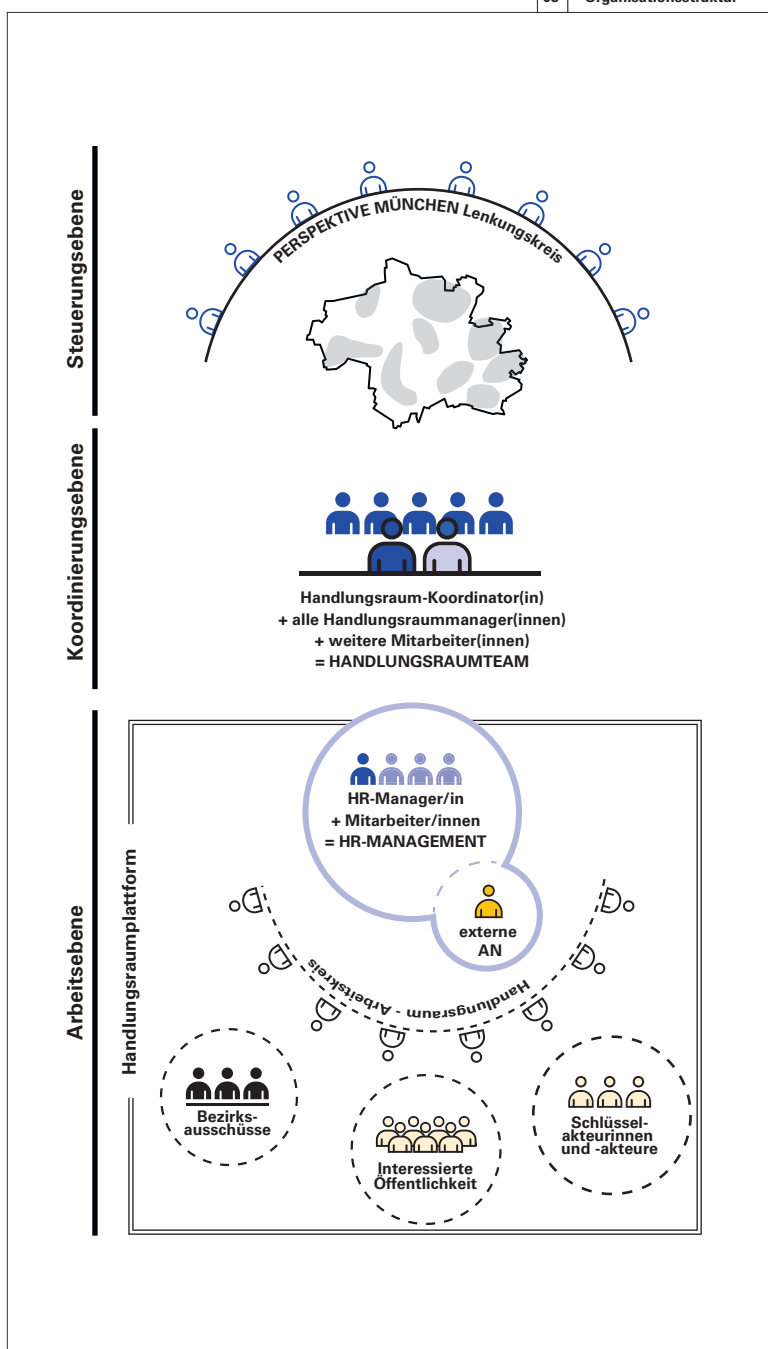 Steuerungsebene
PERSPEKTIVE MÜNCHEN Lenkungskreis
Koordinierungsebene
Handlungsraum-Koordinator(in)
+ alle Handlungsraummanager(innen)
+ weitere Mitarbeiter(innen)
= HANDLUNGSRAUMTEAM
Arbeitsebene
Handlungsraumplattform
HR-Manager/in
+ Mitarbeiter/innen
= HR-MANAGEMENT
externe
AN
Handlungsraum - Arbeitskreis
Bezirks-
ausschüsse
Interessierte
Öffentlichkeit
Schlüssel-
akteurinnen
und -akteure